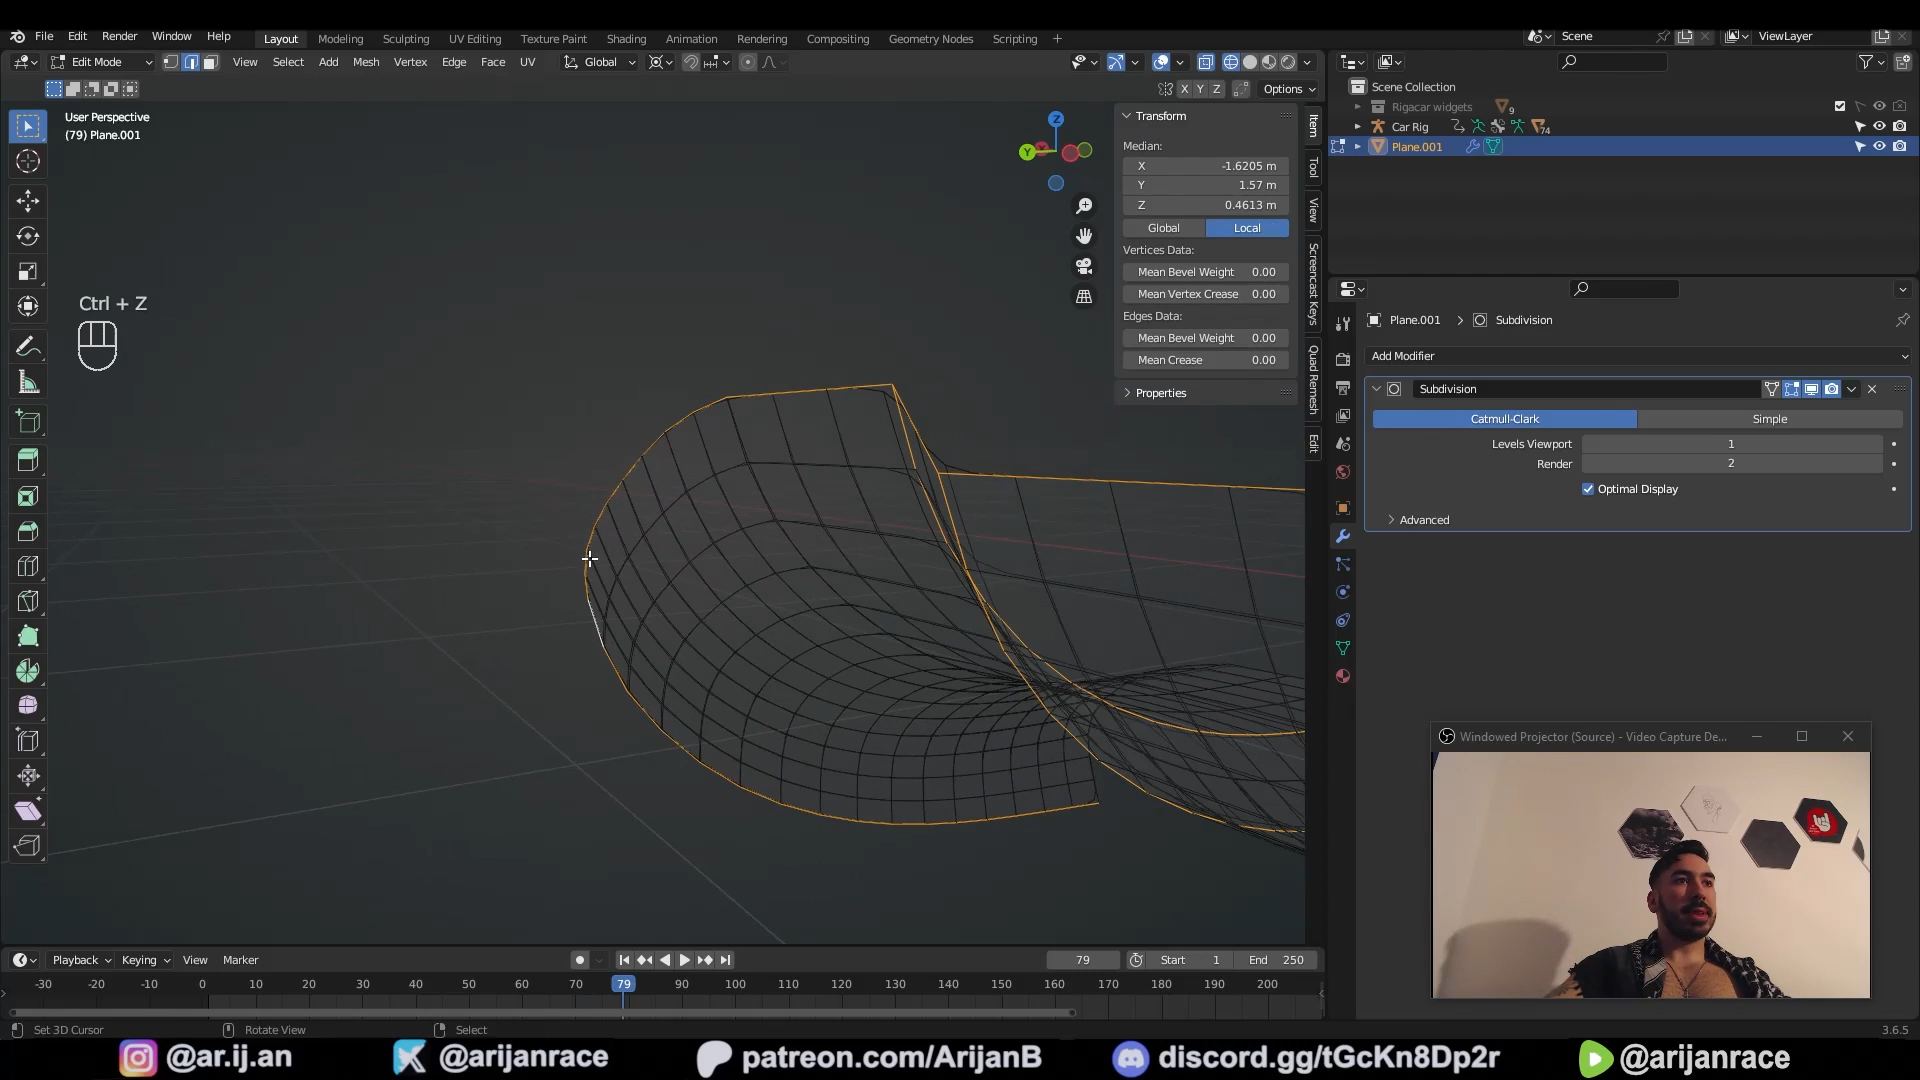 File Edit Render Window Help Layout Modeling Sculpting UV Editing Texture Paint Shading Animation Rendering Compositing Geometry Nodes Scripting + Scene ViewLayer
Edit Mode View Select Add Mesh Vertex Edge Face UV Global
X Y Z Options
User Perspective
(79) Plane.001
Ctrl + Z
Z
Y
Transform
Median:
X -1.6205 m
Y 1.57 m
Z 0.4613 m
Global Local
Vertices Data:
Mean Bevel Weight 0.00
Mean Vertex Crease 0.00
Edges Data:
Mean Bevel Weight 0.00
Mean Crease 0.00
Properties
Item
Tool
View
Screencast Keys
Quad Remesh
Edit
Scene Collection
Rigacar widgets 9
Car Rig 74
Plane.001
Plane.001 > Subdivision
Add Modifier
Subdivision
Catmull-Clark Simple
Levels Viewport 1
Render 2
Optimal Display
Advanced
Windowed Projector (Source) - Video Capture De...
Playback Keying View Marker 79 Start 1 End 250
-30 -20 -10 0 10 20 30 40 50 60 70 79 80 90 100 110 120 130 140 150 160 170 180 190 200
Set 3D Cursor Rotate View Select 3.6.5
@ar.ij.an @arijanrace patreon.com/ArijanB discord.gg/tGcKn8Dp2r @arijanrace